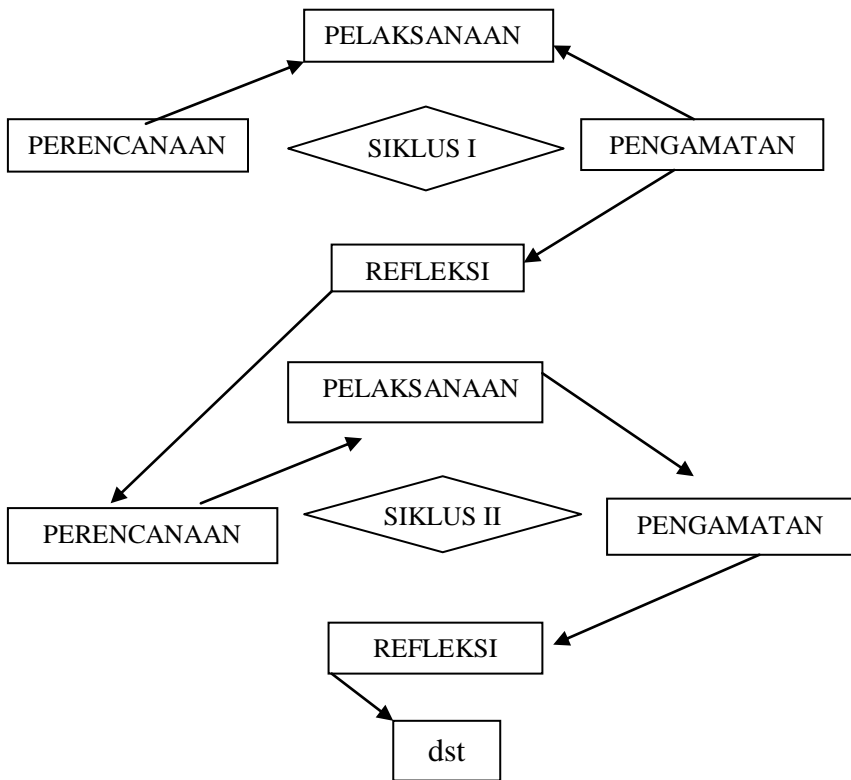 PELAKSANAAN
PERENCANAAN
SIKLUS I
PENGAMATAN
REFLEKSI
PELAKSANAAN
PERENCANAAN
SIKLUS II
PENGAMATAN
REFLEKSI
dst